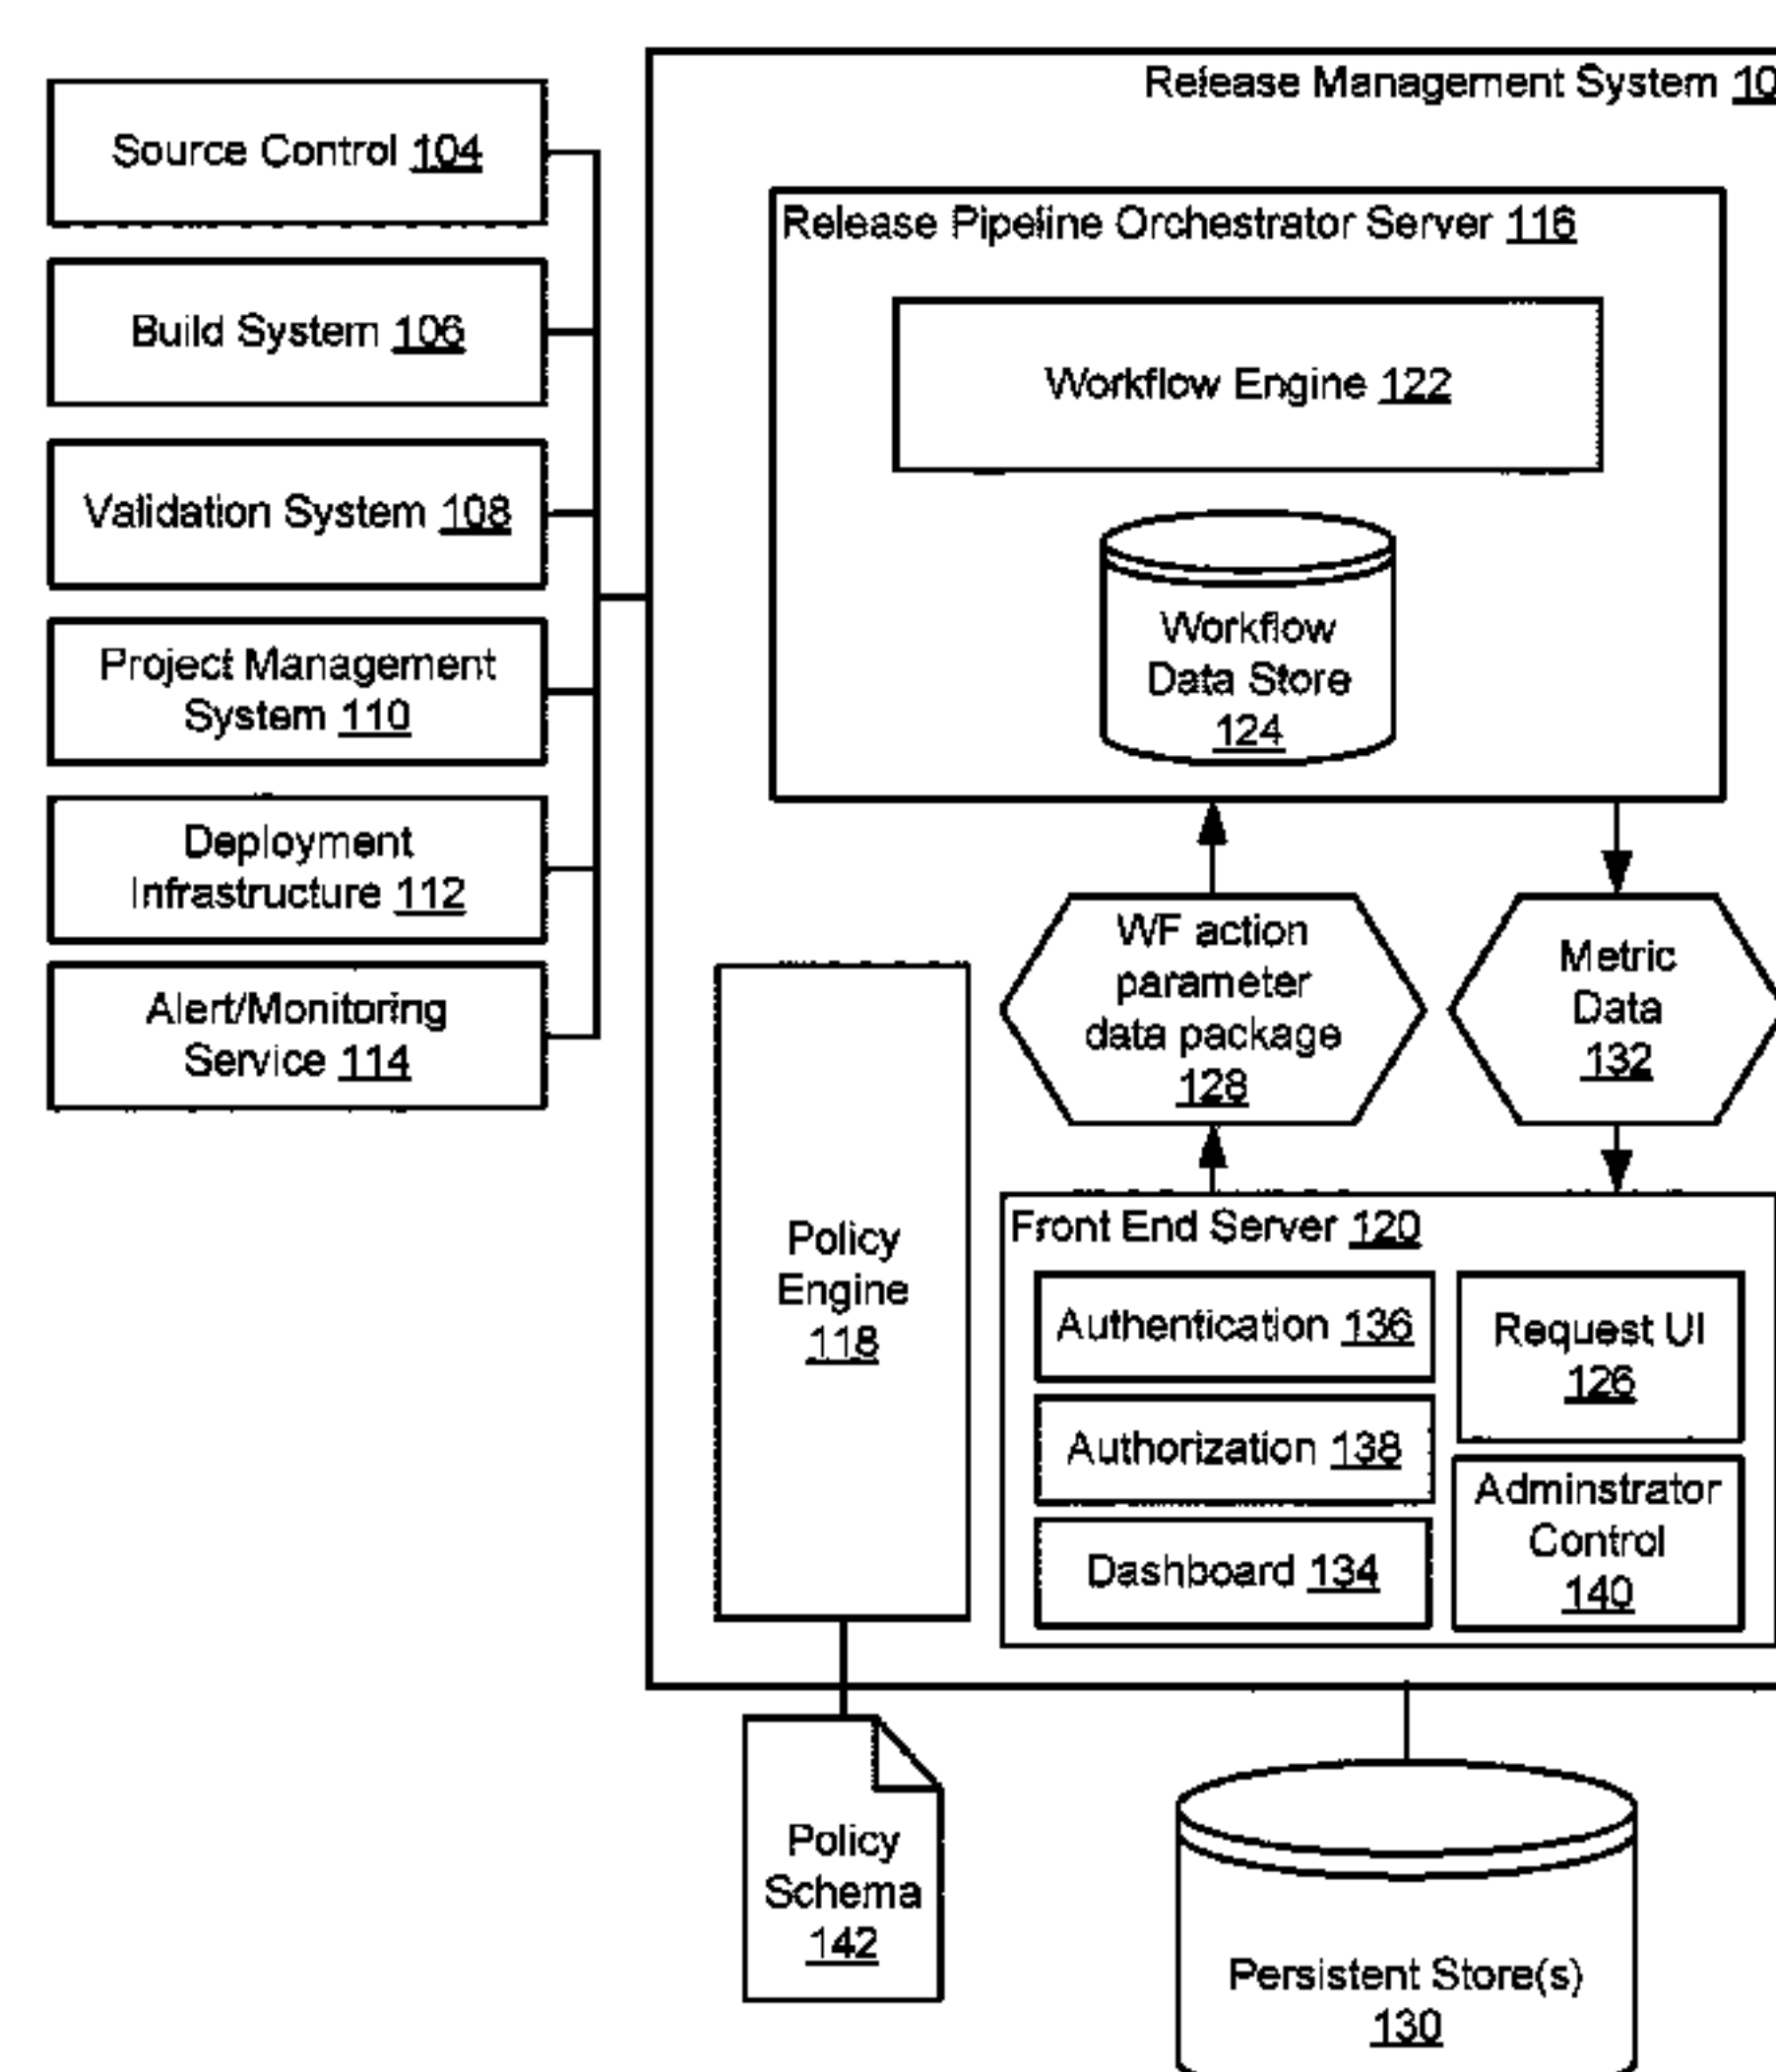 Release Management System 10
Source Control 104
Build System 106
Validation System 108
Project Management
System 110
Deployment
Infrastructure 112
Alert/Monitoring
Service 114
Release Pipeline Orchestrator Server 116
Workflow Engine 122
Workflow
Data Store
124
WF action
parameter
data package
128
Metric
Data
132
Policy
Engine
118
Front End Server 120
Authentication 136
Authorization 138
Dashboard 134
Request UI
126
Adminstrator
Control
140
Policy
Schema
142
Persistent Store(s)
130